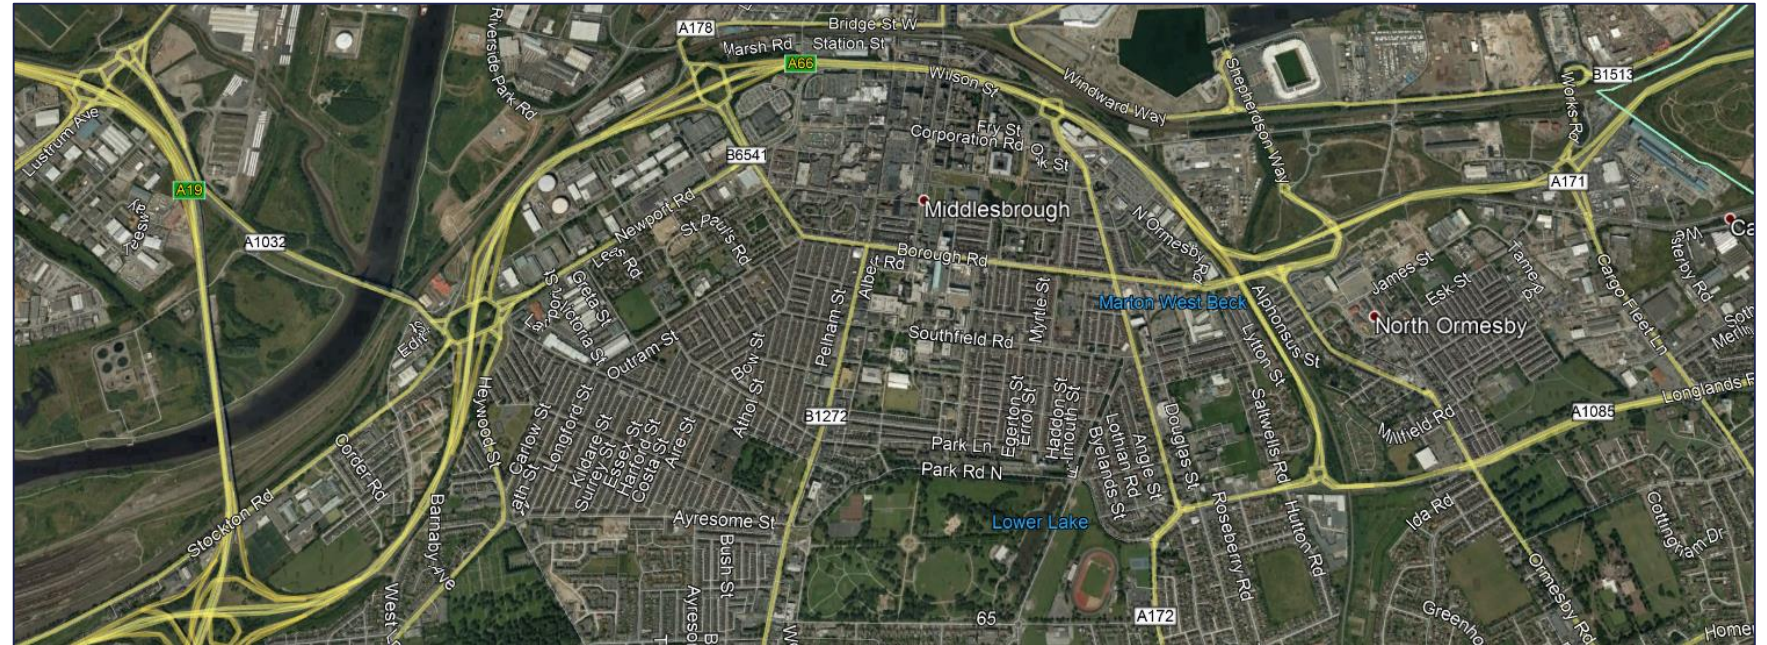 A178
Bridge St W
Marsh Rd
Station St
A66
Wilson St
Windward Way
Shepherdson Way
Works Rd
B1513
Riverside Park Rd
Lustrum Ave
A19
A1032
B6541
Fry St
Corporation Rd
A171
Middlesbrough
Newport Rd
St Paul's Rd
Lees Rd
Borough Rd
N Ormesby Rd
Marton West Beck
James St
Esk St
Tame Rd
Cargo Fleet Ln
North Ormesby
Greta St
Victoria St
Outram St
Pelham St
Southfield Rd
Myrtle St
Alphonsus St
Lytton St
Saltwells Rd
Millfield Rd
A1085
Longlands
Heywood St
Carlow St
Longford St
Kildare St
Surrey St
Essex St
Harford St
Costa St
Aire St
Athol St
B1272
Park Ln
Park Rd N
Egerton St
Errol St
Haddon St
Byelands St
Lothian Rd
Angle St
Douglas St
Corder Rd
Stockton Rd
Barnaby Ave
Ayresome St
Lower Lake
Roseberry Rd
Hutton Rd
Ida Rd
Cottingham Dr
Ormesby Rd
Bush St
West
65
A172